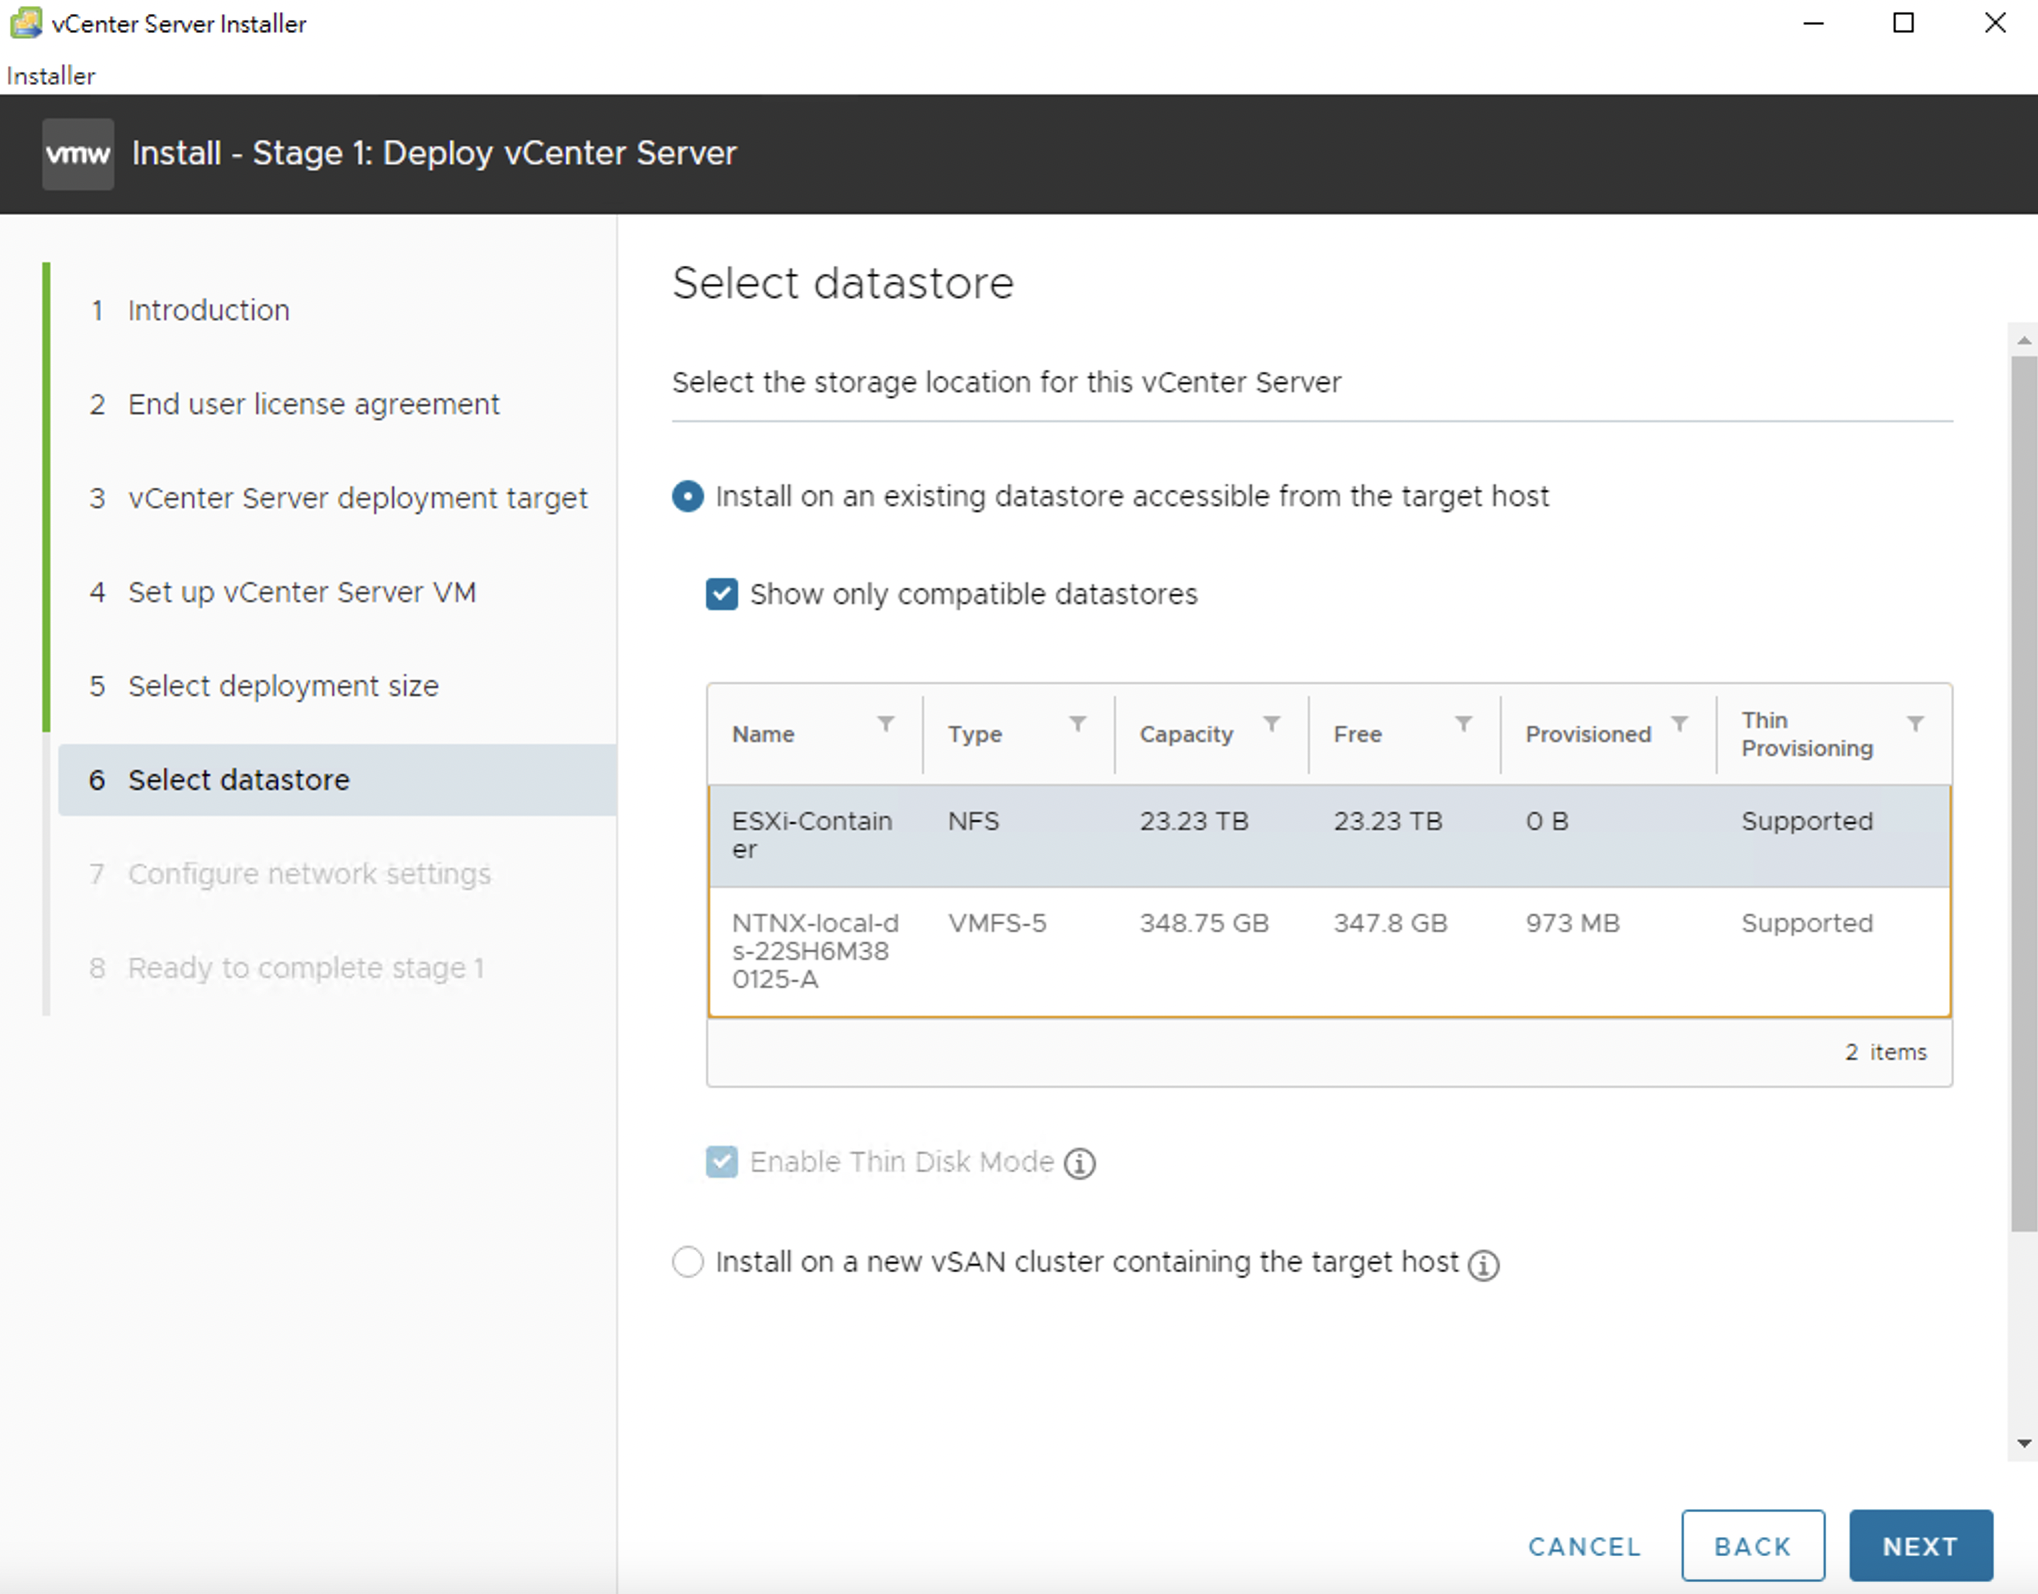 vCenter Server Installer
Installer
vmw Install - Stage 1: Deploy vCenter Server
1 Introduction
2 End user license agreement
3 vCenter Server deployment target
4 Set up vCenter Server VM
5 Select deployment size
6 Select datastore
7 Configure network settings
8 Ready to complete stage 1
Select datastore
Select the storage location for this vCenter Server
Install on an existing datastore accessible from the target host
Show only compatible datastores
Name Type Capacity Free Provisioned Thin
Provisioning
ESXi-Contain NFS 23.23 TB 23.23 TB 0 B Supported
er
NTNX-local-d VMFS-5 348.75 GB 347.8 GB 973 MB Supported
s-22SH6M38
0125-A
2 items
Enable Thin Disk Mode
Install on a new vSAN cluster containing the target host
CANCEL BACK NEXT